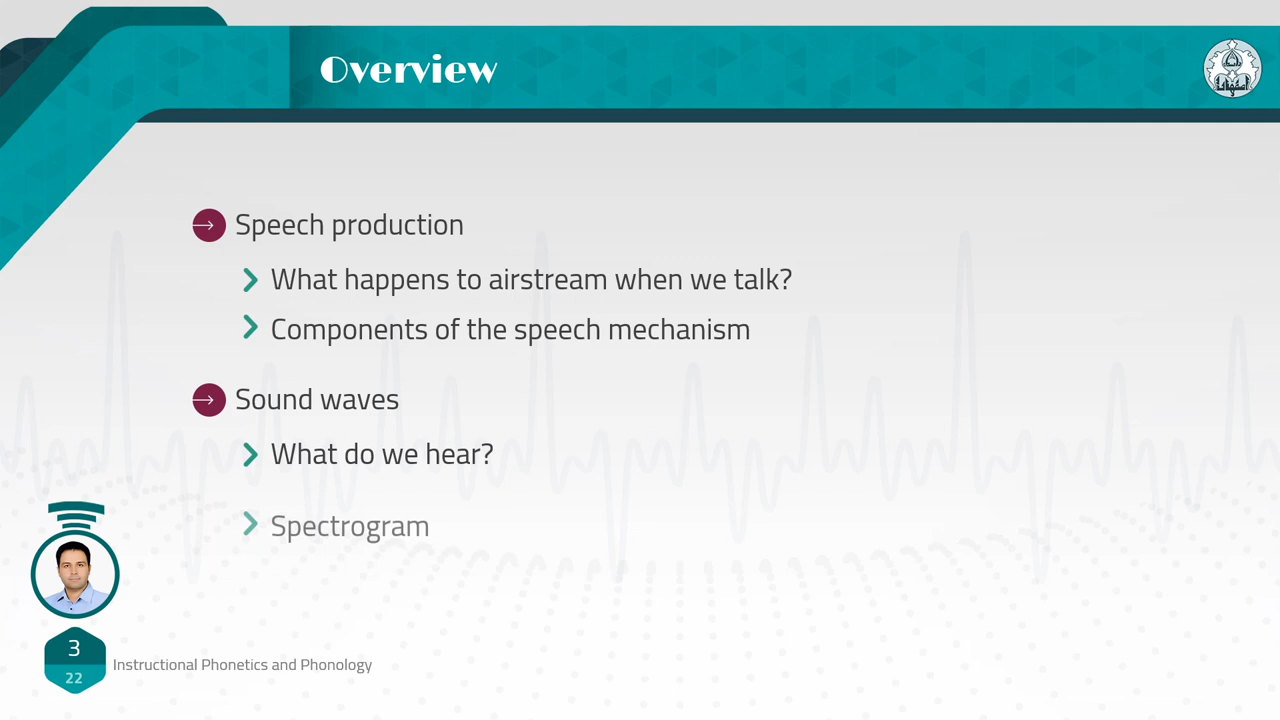 Overview
Speech production
What happens to airstream when we talk?
Components of the speech mechanism
Sound waves
What do we hear?
Spectrogram
3
22
Instructional Phonetics and Phonology